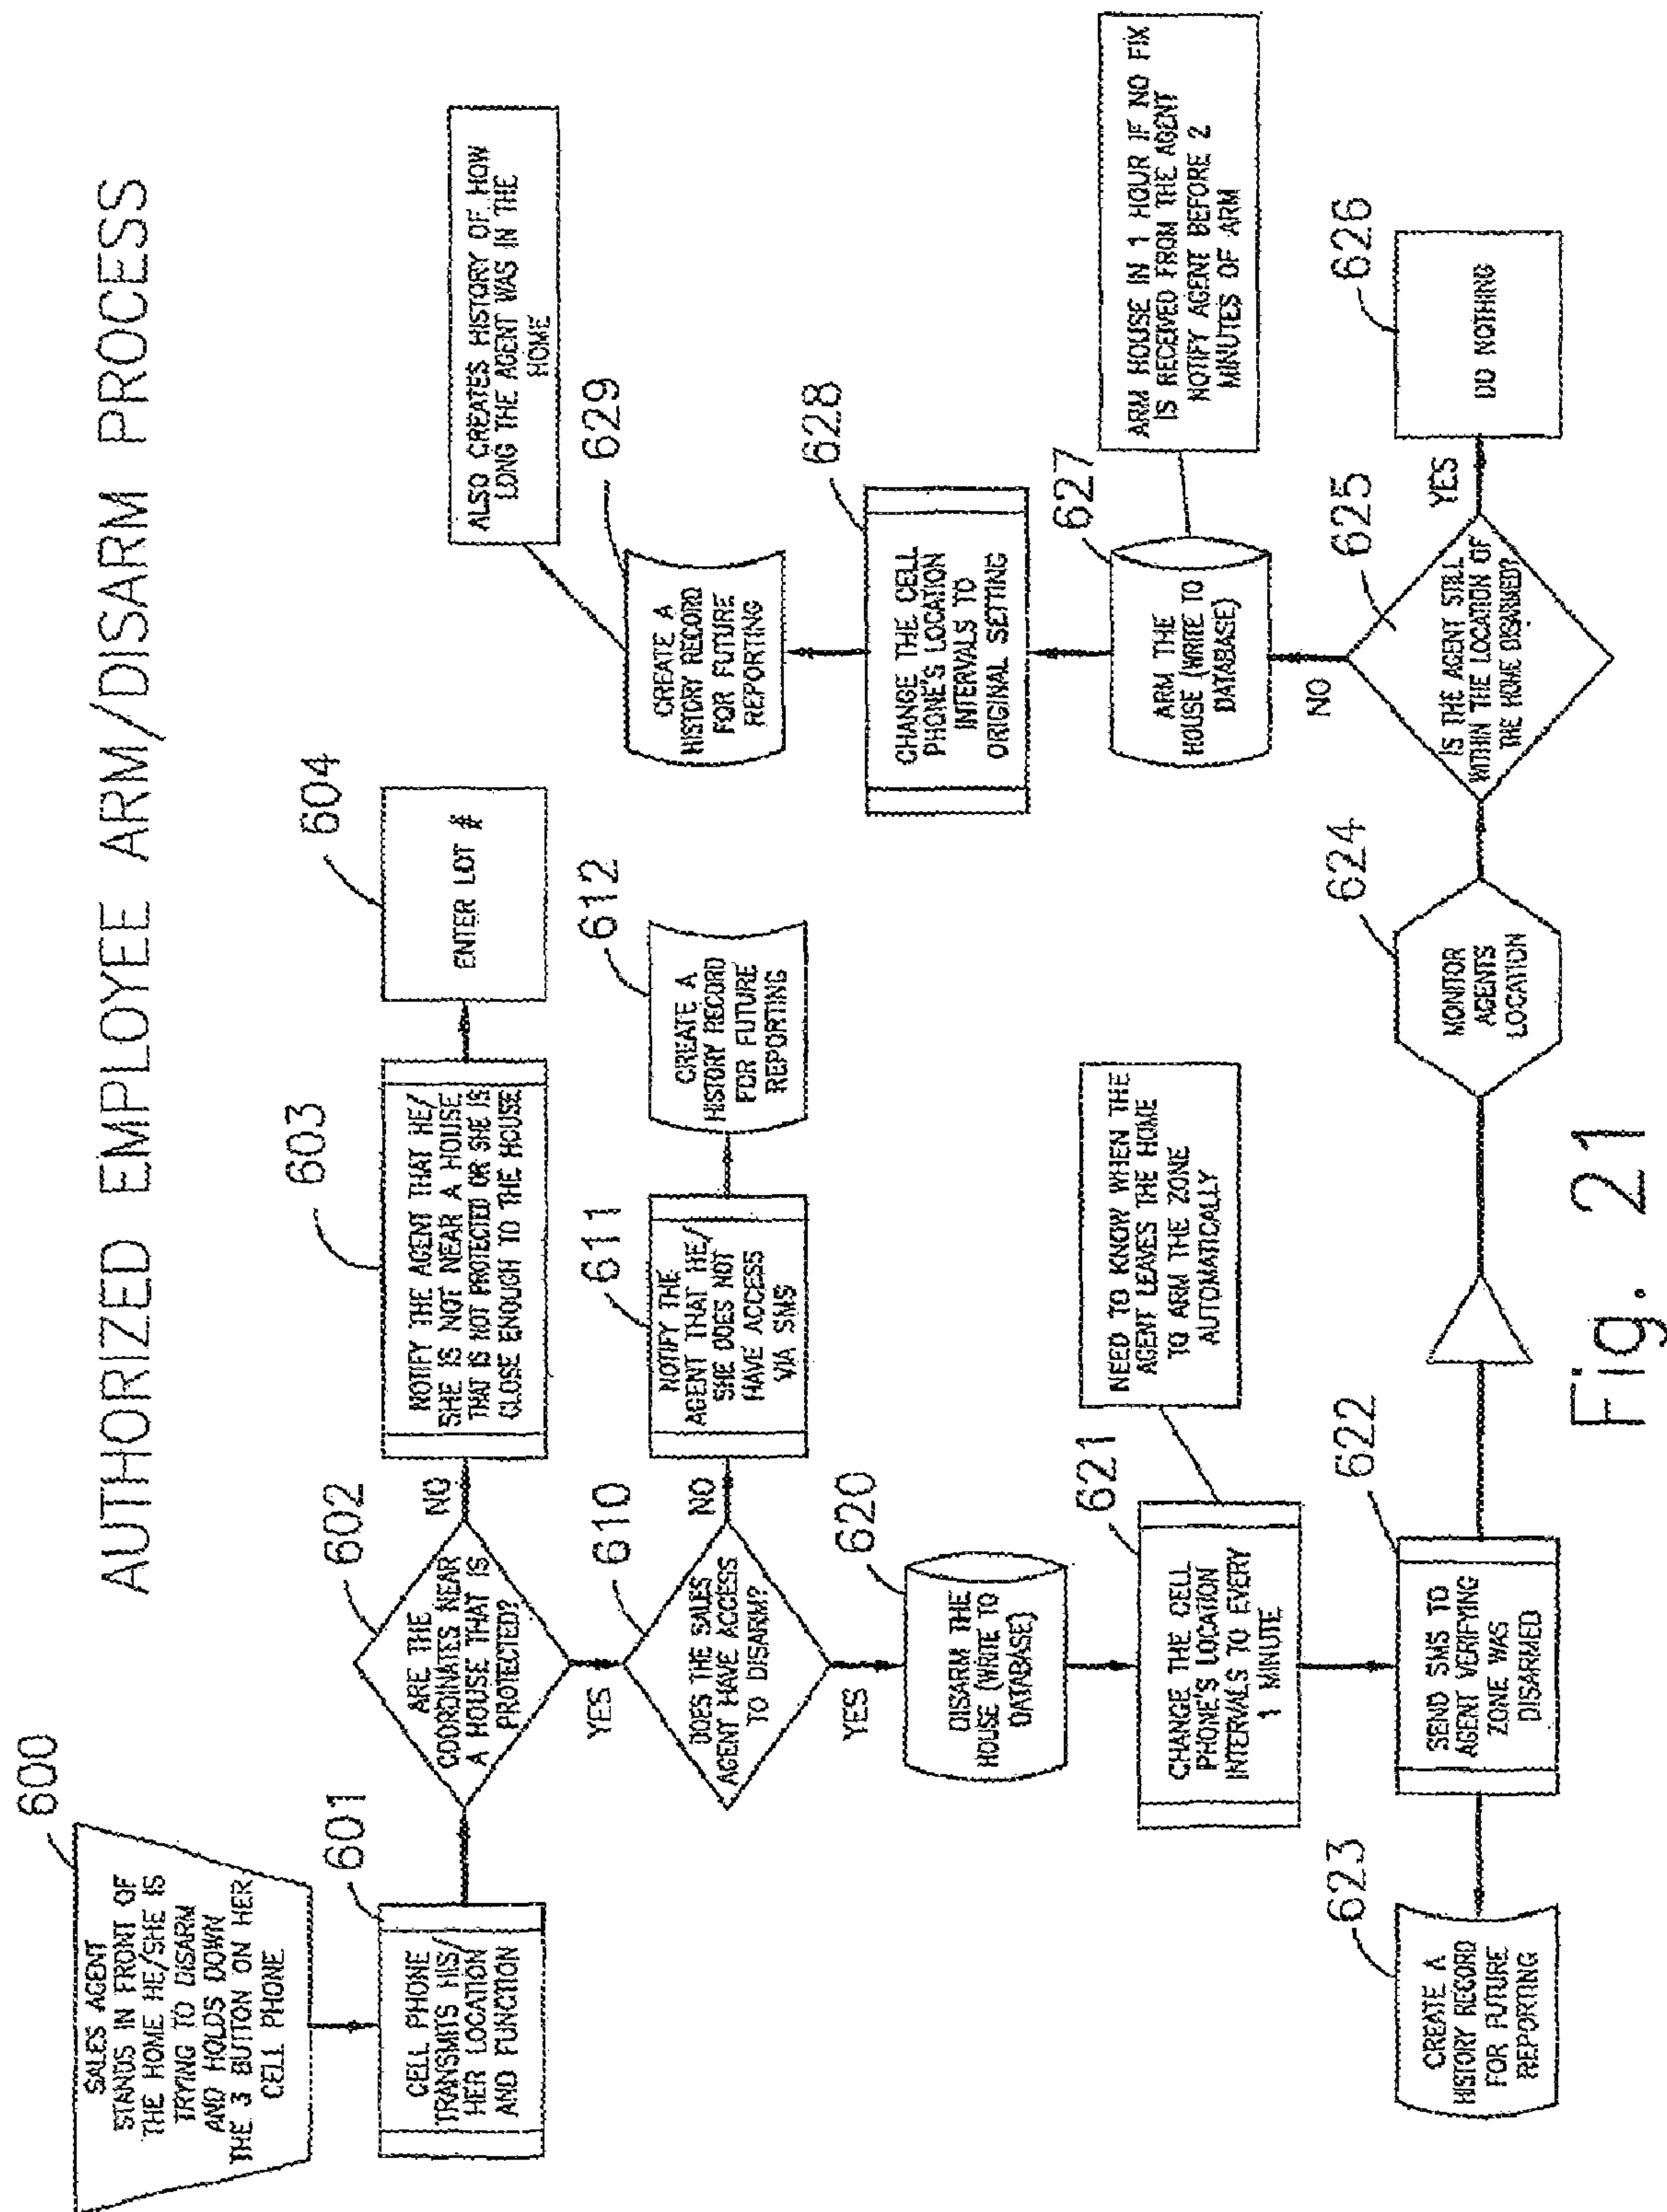 AUTHORIZED EMPLOYEE ARM/DISARM PROCESS
600
SALES AGENT
STANDS IN FRONT OF
THE HOME HE/SHE IS
TRYING TO DISARM
AND HOLDS DOWN
THE 3 BUTTON ON HER
CELL PHONE
601
CELL PHONE
TRANSMITS HIS/
HER LOCATION
AND FUNCTION
602
ARE THE
COORDINATES NEAR
A HOUSE THAT IS
PROTECTED?
NO
YES
603
NOTIFY THE AGENT THAT HE/
SHE IS NOT NEAR A HOUSE
THAT IS NOT PROTECTED OR SHE IS
CLOSE ENOUGH TO THE HOUSE
604
ENTER LOT #
610
DOES THE SALES
AGENT HAVE ACCESS
TO DISARM?
NO
YES
611
NOTIFY THE
AGENT THAT HE/
SHE DOES NOT
HAVE ACCESS
VIA SMS
612
CREATE A
HISTORY RECORD
FOR FUTURE
REPORTING
620
DISARM THE
HOUSE (WRITE TO
DATABASE)
621
CHANGE THE CELL
PHONE'S LOCATION
INTERVALS TO EVERY
1 MINUTE
NEED TO KNOW WHEN THE
AGENT LEAVES THE HOME
TO ARM THE ZONE
AUTOMATICALLY
622
SEND SMS TO
AGENT VERIFYING
ZONE WAS
DISARMED
623
CREATE A
HISTORY RECORD
FOR FUTURE
REPORTING
624
MONITOR
AGENTS
LOCATION
625
IS THE AGENT STILL
WITHIN THE LOCATION OF
THE HOME DISARMED?
YES
NO
626
DO NOTHING
627
ARM THE
HOUSE (WRITE TO
DATABASE)
ARM HOUSE IN 1 HOUR IF NO FIX
IS RECEIVED FROM THE AGENT
NOTIFY AGENT BEFORE 2
MINUTES OF ARM
628
CHANGE THE CELL
PHONE'S LOCATION
INTERVALS TO
ORIGINAL SETTING
629
CREATE A
HISTORY RECORD
FOR FUTURE
REPORTING
ALSO CREATES HISTORY OF HOW
LONG THE AGENT WAS IN THE
HOME
Fig. 21